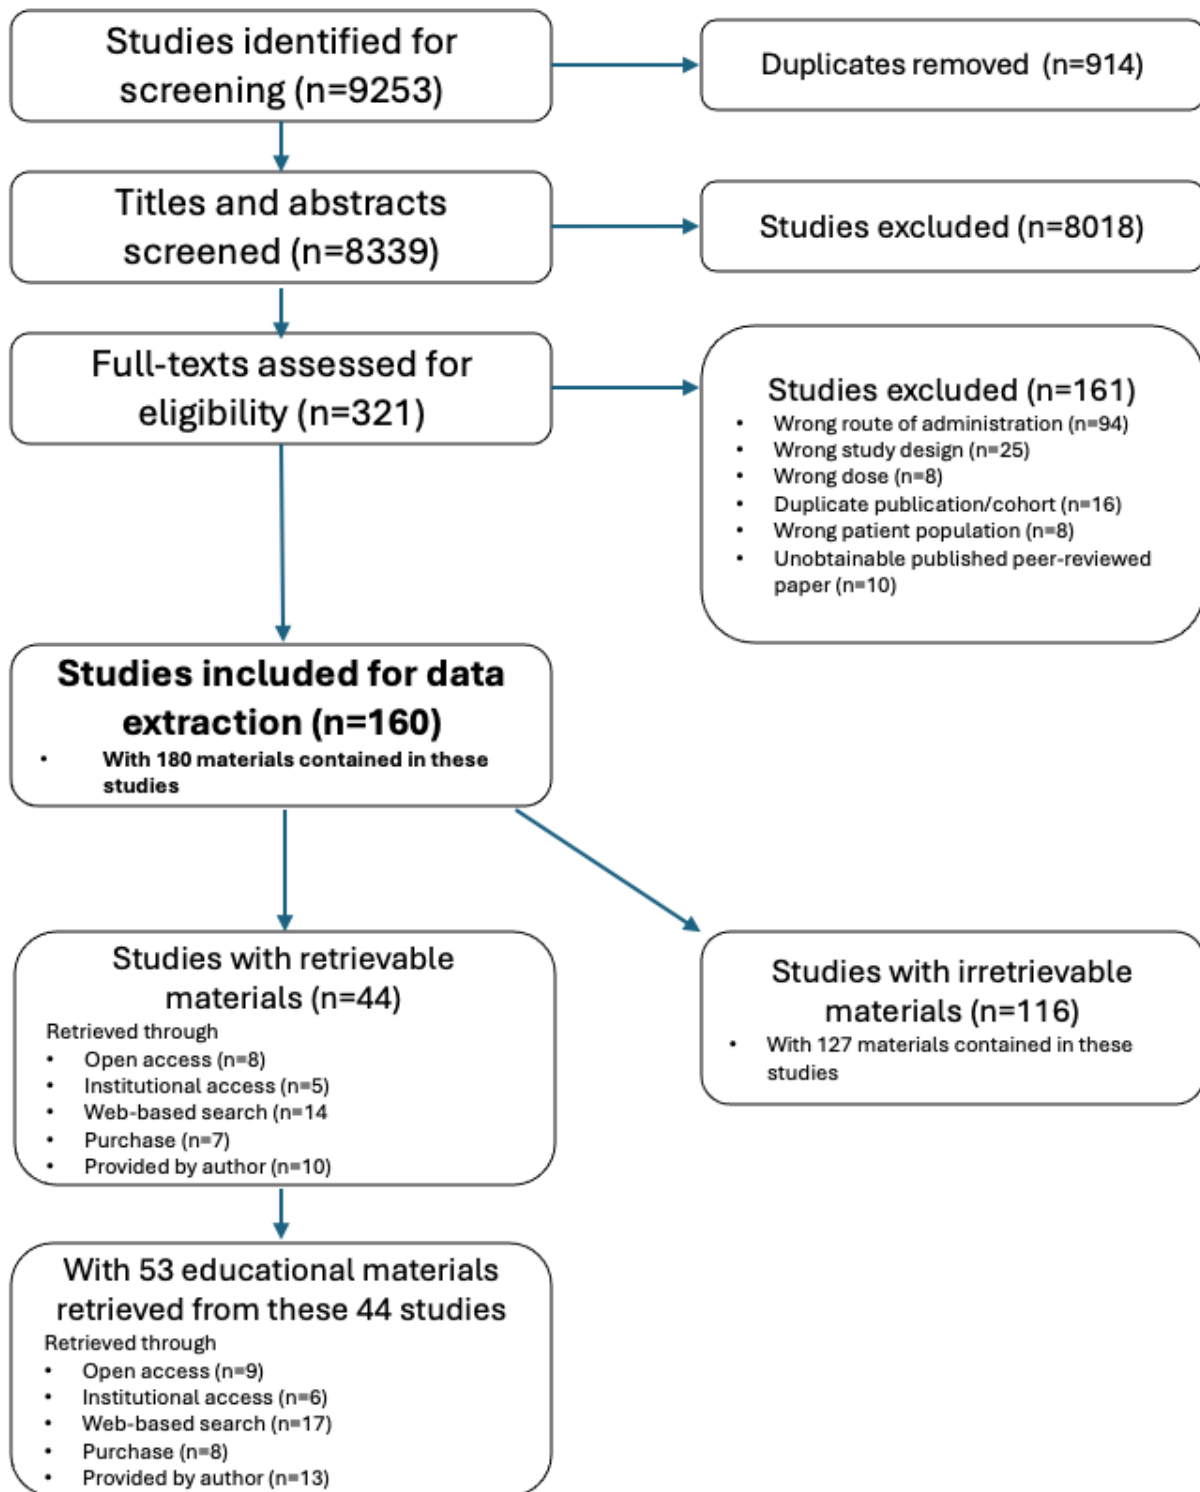 Studies identified for
screening (n=9253)
Duplicates removed (n=914)
Titles and abstracts
screened (n=8339)
Studies excluded (n=8018)
Full-texts assessed for
eligibility (n=321)
Studies excluded (n=161)
• Wrong route of administration (n=94)
• Wrong study design (n=25)
• Wrong dose (n=8)
• Duplicate publication/cohort (n=16)
• Wrong patient population (n=8)
• Unobtainable published peer-reviewed
paper (n=10)
Studies included for data
extraction (n=160)
• With 180 materials contained in these
studies
Studies with retrievable
materials (n=44)
Retrieved through
• Open access (n=8)
• Institutional access (n=5)
• Web-based search (n=14
• Purchase (n=7)
• Provided by author (n=10)
Studies with irretrievable
materials (n=116)
• With 127 materials contained in these
studies
With 53 educational materials
retrieved from these 44 studies
Retrieved through
• Open access (n=9)
• Institutional access (n=6)
• Web-based search (n=17)
• Purchase (n=8)
• Provided by author (n=13)